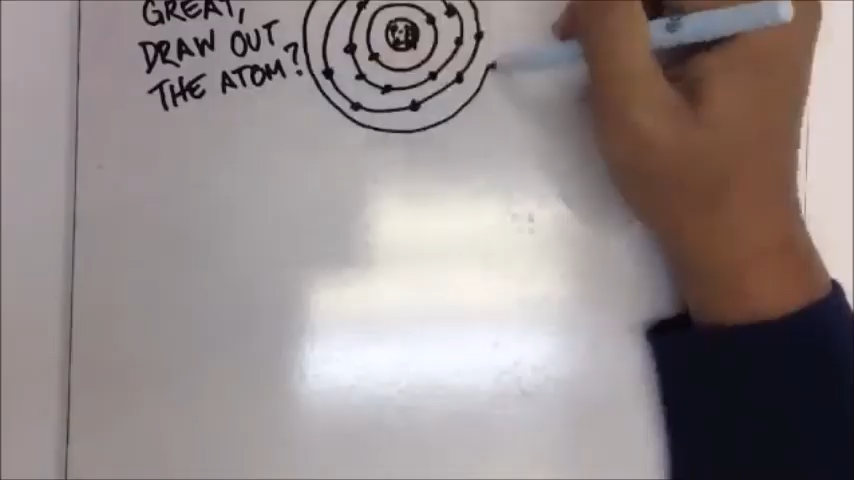 GREAT,
DRAW OUT
THE ATOM?